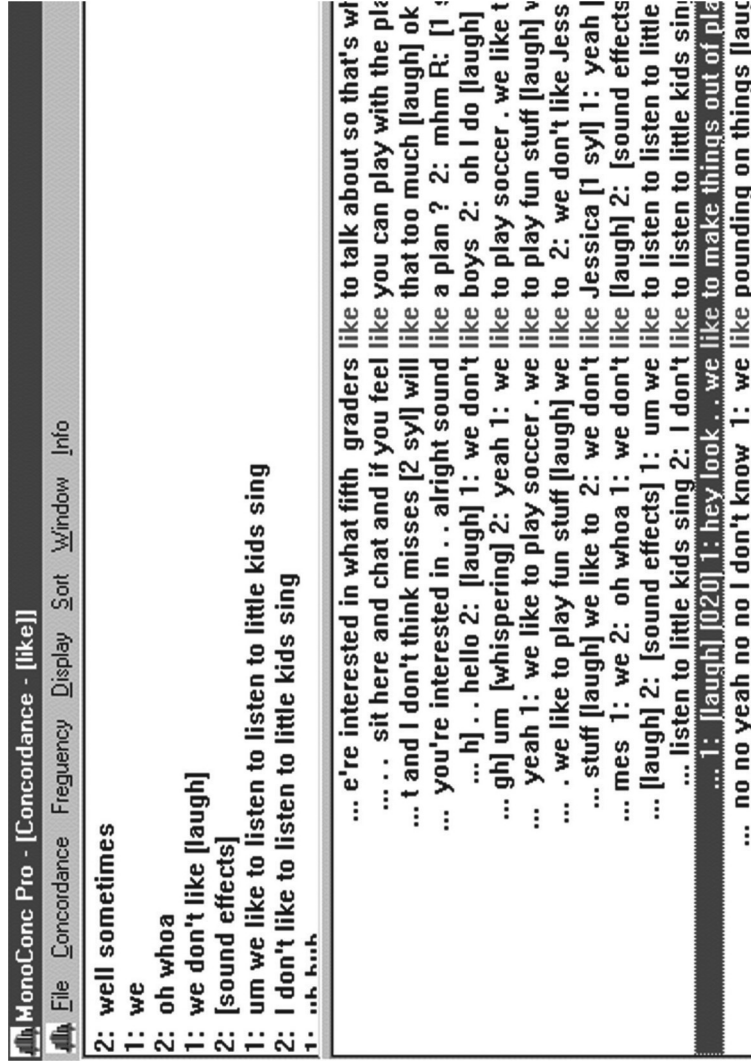 MonoConc Pro - [Concordance - [like]]
File Concordance Frequency Display Sort Window Info
2: well sometimes
1: we
2: oh whoa
1: we don't like [laugh]
2: [sound effects]
1: um we like to listen to listen to little kids sing
2: I don't like to listen to little kids sing
1: uh huh
... e're interested in what fifth graders like to talk about so that's wh
... . . sit here and chat and if you feel like you can play with the pla
... t and I don't think misses [2 syl] will like that too much [laugh] ok
... you're interested in . . alright sound like a plan ? 2: mhm R: [1 s
... h] . . hello 2: [laugh] 1: we don't like boys 2: oh I do [laugh]
... gh] um [whispering] 2: yeah 1: we like to play soccer . we like t
... yeah 1: we like to play soccer . we like to play fun stuff [laugh] w
... . we like to play fun stuff [laugh] we like to 2: we don't like Jess
... stuff [laugh] we like to 2: we don't like Jessica [1 syl] 1: yeah
... mes 1: we 2: oh whoa 1: we don't like [laugh] 2: [sound effects
... [laugh] 2: [sound effects] 1: um we like to listen to listen to little
... listen to little kids sing 2: I don't like to listen to little kids sing
... 1: [laugh] [020] 1: hey look . . we like to make things out of pla
... no no yeah no no I don't know 1: we like pounding on things [laug